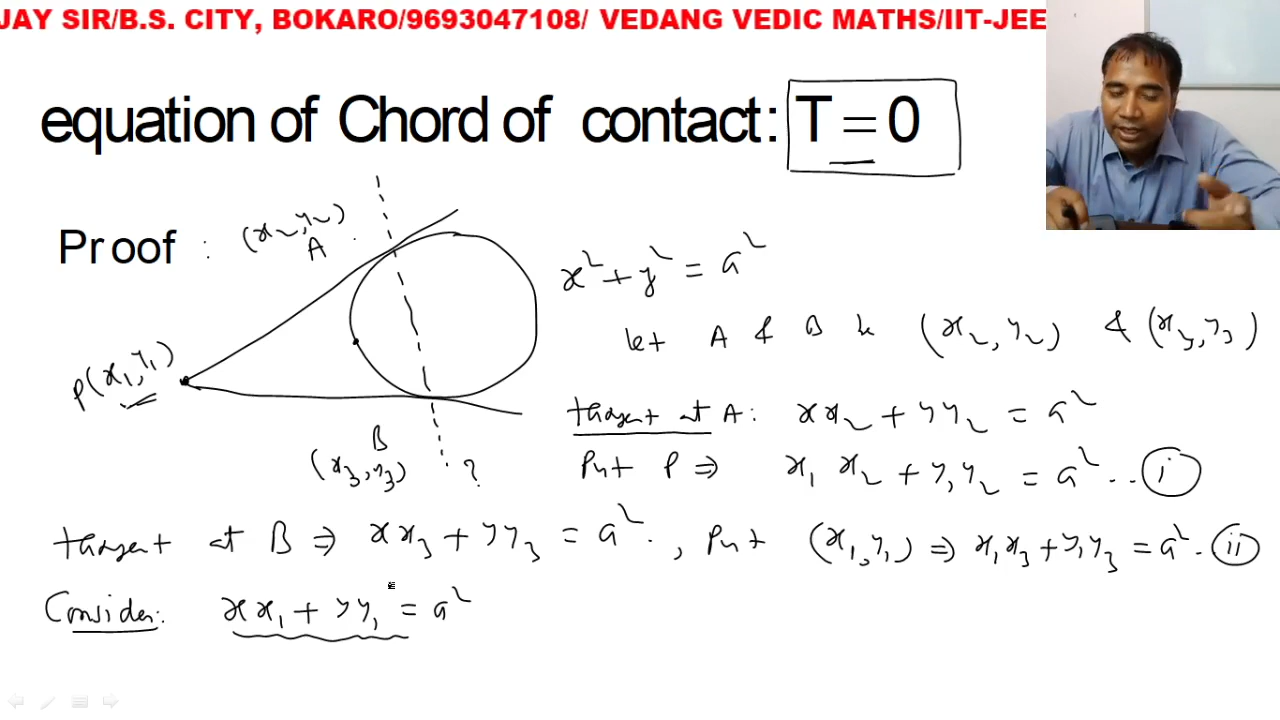 JAY SIR/B.S. CITY, BOKARO/9693047108/ VEDANG VEDIC MATHS/IIT-JEE
equation of Chord of contact: T = 0
Proof :
(x₂, y₂)
A
x² + y² = a²
let A & B be (x₂, y₂) & (x₃, y₃)
P(x₁, y₁)
B
(x₃, y₃)
?
tangent at A: xx₂ + yy₂ = a²
Put P ⇒ x₁x₂ + y₁y₂ = a² .. (i)
tangent at B ⇒ xx₃ + yy₃ = a². , Put (x₁, y₁) ⇒ x₁x₃ + y₁y₃ = a² - (ii)
Consider: xx₁ + yy₁ = a²